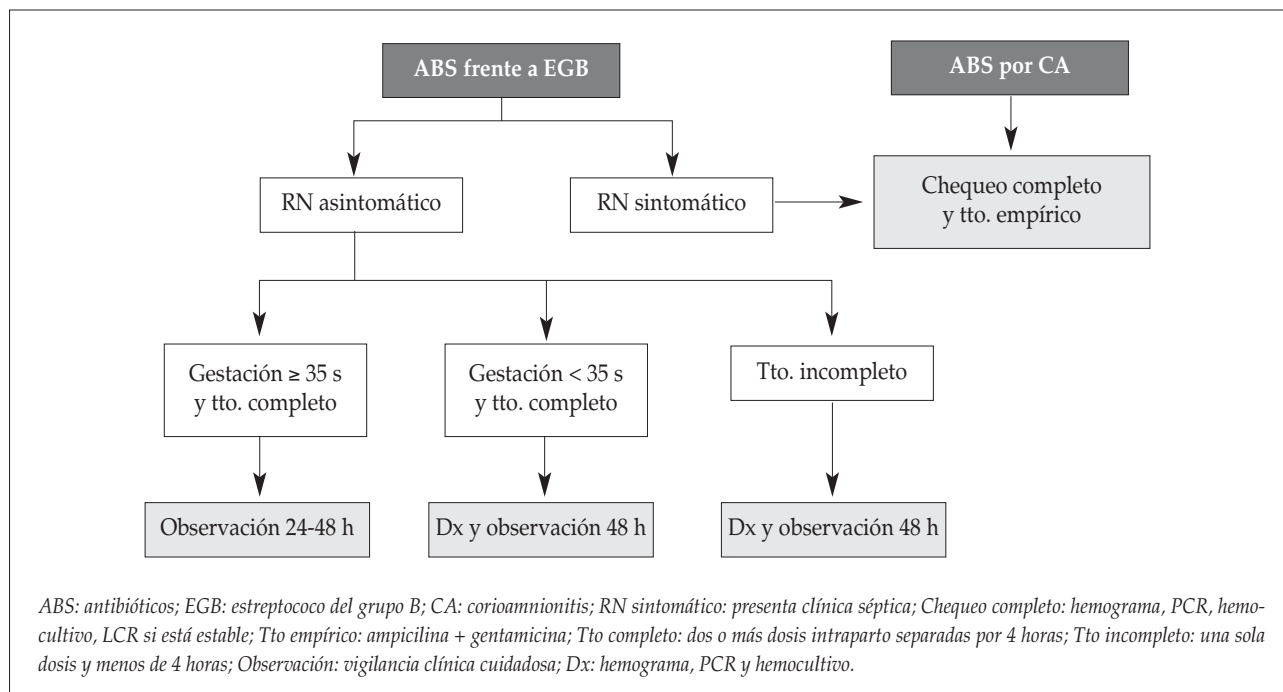 ABS frente a EGB
ABS por CA
RN asintomático
RN sintomático
Chequeo completo
y tto. empírico
Gestación ≥ 35 s
y tto. completo
Gestación < 35 s
y tto. completo
Tto. incompleto
Observación 24-48 h
Dx y observación 48 h
Dx y observación 48 h
ABS: antibióticos; EGB: estreptococo del grupo B; CA: corioamnionitis; RN sintomático: presenta clínica séptica; Chequeo completo: hemograma, PCR, hemo-
cultivo, LCR si está estable; Tto empírico: ampicilina + gentamicina; Tto completo: dos o más dosis intraparto separadas por 4 horas; Tto incompleto: una sola
dosis y menos de 4 horas; Observación: vigilancia clínica cuidadosa; Dx: hemograma, PCR y hemocultivo.